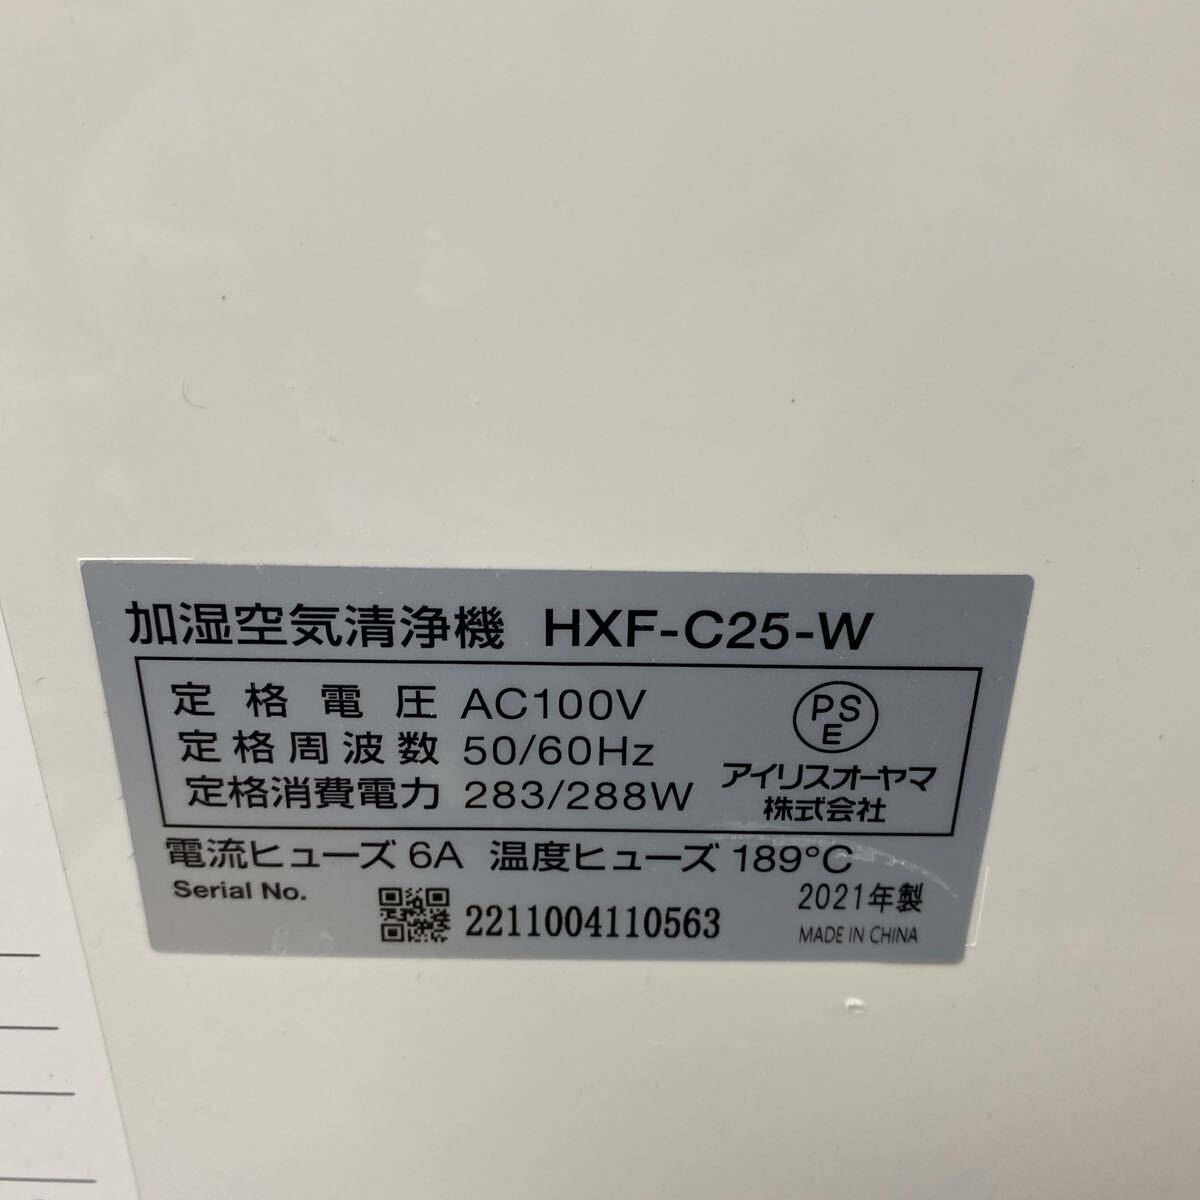 加湿空気清浄機 HXF-C25-W
定格電圧 AC100V
定格周波数 50/60Hz
定格消費電力 283/288W
PSE
アイリスオーヤマ
株式会社
電流ヒューズ 6A 温度ヒューズ 189℃
Serial No.
2211004110563
2021年製
MADE IN CHINA